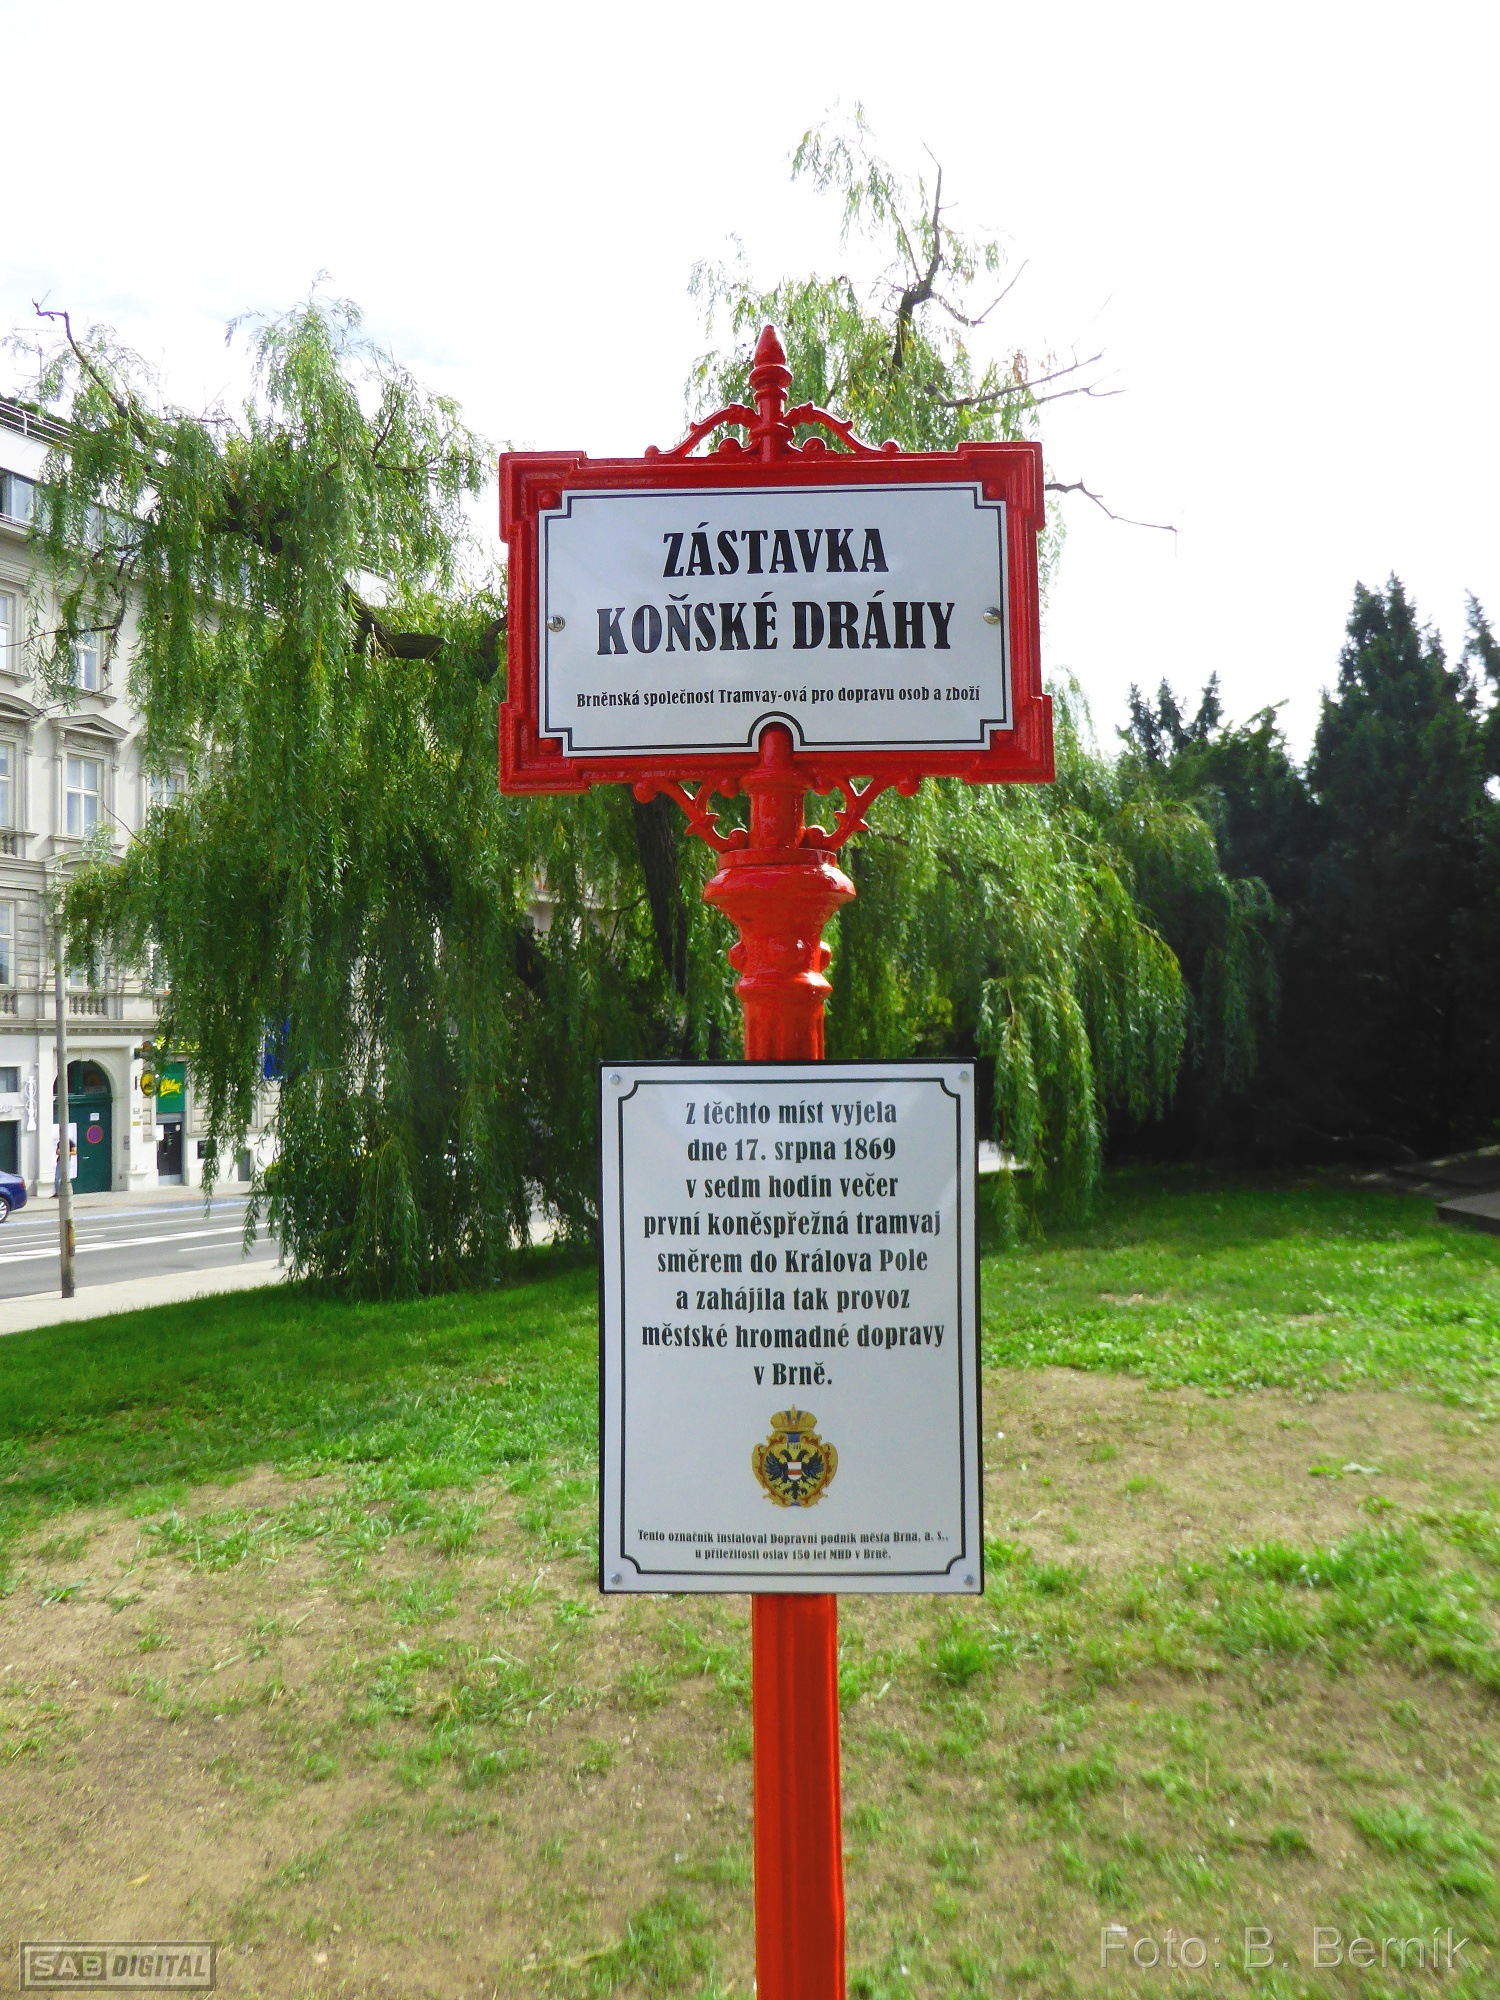 ZÁSTAVKA
KOŇSKÉ DRÁHY
Brněnská společnost Tramvay-ová pro dopravu osob a zboží
Z těchto míst vyjela
dne 17. srpna 1869
v sedm hodin večer
první koněspřežná tramvaj
směrem do Králova Pole
a zahájila tak provoz
městské hromadné dopravy
v Brně.
Tento označník instaloval Dopravní podnik města Brna, a. s.,
u příležitosti oslav 150 let MHD v Brně.
SAB DIGITAL
Foto: B. Berník